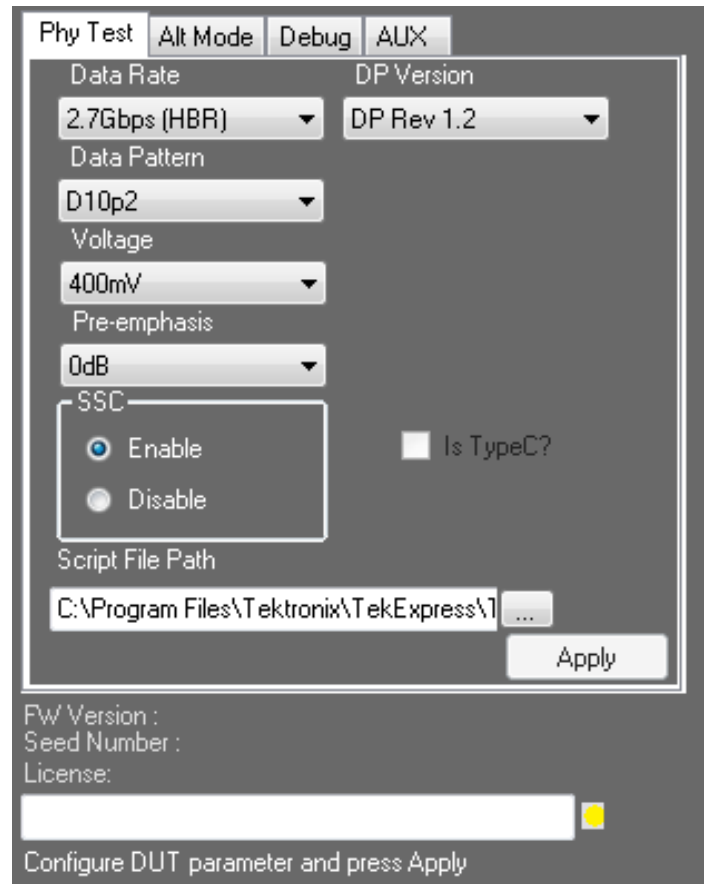 Phy Test Alt Mode Debug AUX
Data Rate DP Version
2.7Gbps (HBR) DP Rev 1.2
Data Pattern
D10p2
Voltage
400mV
Pre-emphasis
0dB
SSC
Enable Is TypeC?
Disable
Script File Path
C:\Program Files\Tektronix\TekExpress\ ...
Apply
FW Version :
Seed Number :
License:
Configure DUT parameter and press Apply